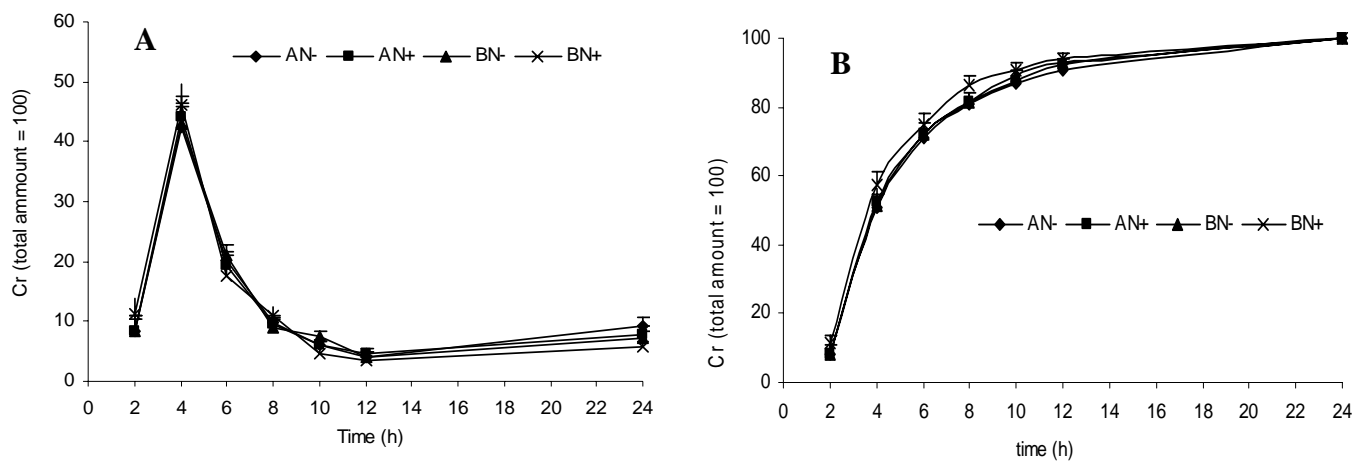 A
AN- AN+ BN- BN+
Cr (total ammount = 100)
60
50
40
30
20
10
0
0 2 4 6 8 10 12 14 16 18 20 22 24
Time (h)
B
AN- AN+ BN- BN+
Cr (total amount = 100)
100
80
60
40
20
0
0 2 4 6 8 10 12 14 16 18 20 22 24
time (h)